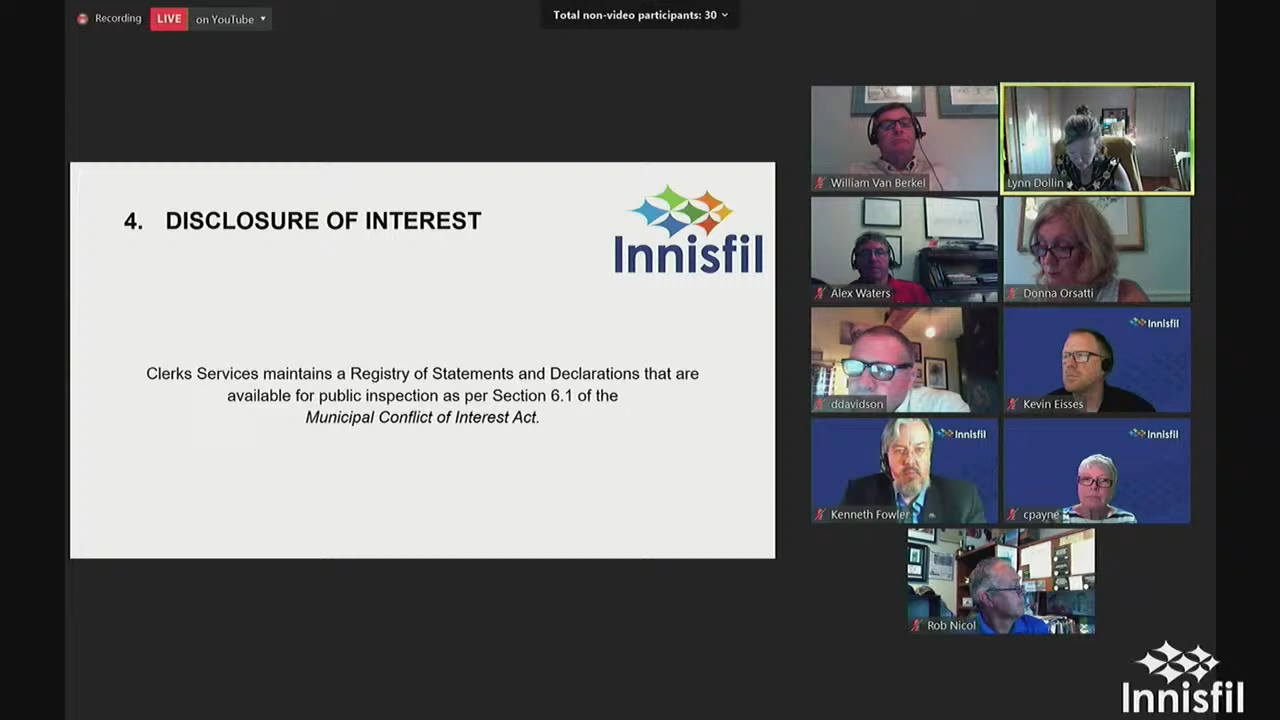 Recording
LIVE on YouTube
Total non-video participants: 30
4. DISCLOSURE OF INTEREST
Innisfil
Clerks Services maintains a Registry of Statements and Declarations that are
available for public inspection as per Section 6.1 of the
Municipal Conflict of Interest Act.
William Van Berkel
Lynn Dollin
Alex Waters
Donna Orsatti
ddavidson
Innisfil
Kevin Eisses
Innisfil
Kenneth Fowler
Innisfil
cpayne
Rob Nicol
Innisfil